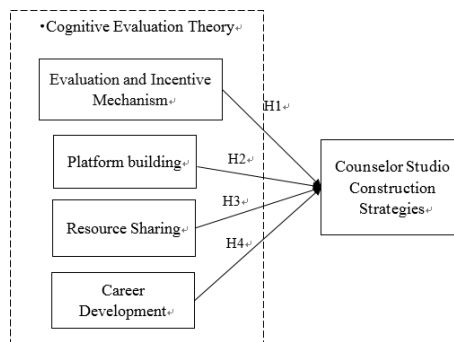 •Cognitive Evaluation Theory
Evaluation and Incentive
Mechanism
H1
Platform building
H2
Counselor Studio
Construction
Strategies
Resource Sharing
H3
H4
Career
Development